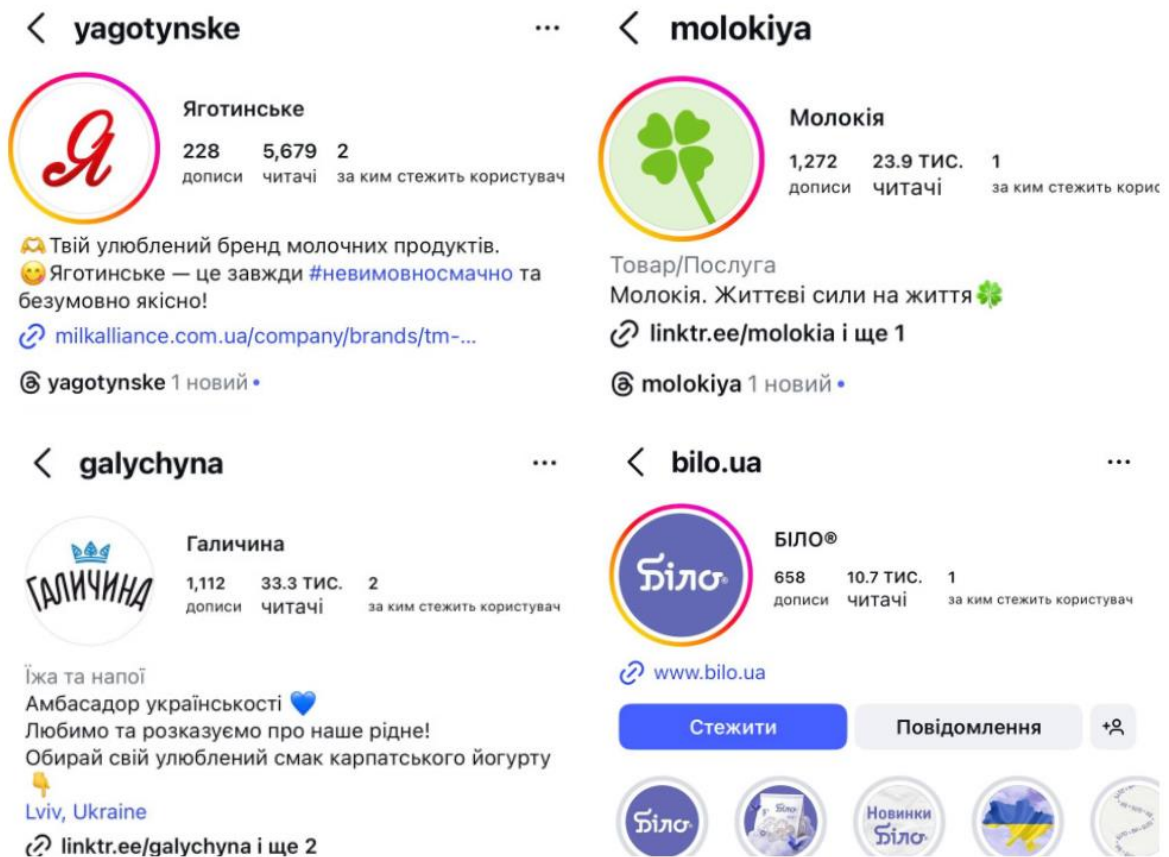 yagotynske
Я
Яготинське
228 5,679 2
дописи читачі за ким стежить користувач
Твій улюблений бренд молочних продуктів.
Яготинське — це завжди #невимовносмачно та
безумовно якісно!
milkalliance.com.ua/company/brands/tm-...
yagotynske 1 новий
molokiya
Молокія
1,272 23.9 ТИС. 1
дописи читачі за ким стежить корис
Товар/Послуга
Молокія. Життєві сили на життя
linktr.ee/molokia і ще 1
molokiya 1 новий
galychyna
ГАЛИЧИНА
Галичина
1,112 33.3 ТИС. 2
дописи читачі за ким стежить користувач
Їжа та напої
Амбасадор українськості
Любимо та розказуємо про наше рідне!
Обирай свій улюблений смак карпатського йогурту
Lviv, Ukraine
linktr.ee/galychyna і ще 2
bilo.ua
Біло
БІЛО®
658 10.7 ТИС. 1
дописи читачі за ким стежить користувач
www.bilo.ua
Стежити Повідомлення
Біло Біло Новинки
Біло